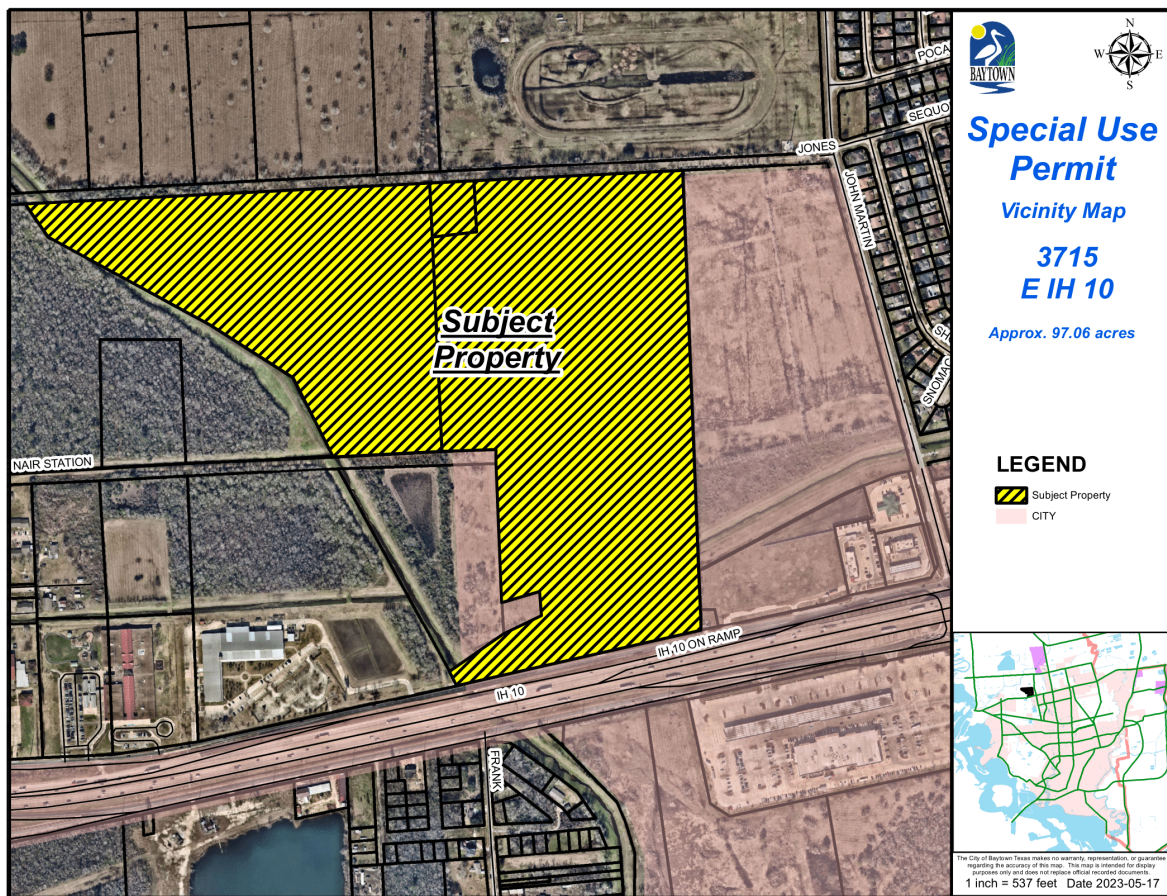 POCA
SEQUO
JONES
JOHN MARTIN
SH
SNOMAC
Subject
Property
NAIR STATION
IH 10 ON RAMP
IH 10
FRANK
BAYTOWN
N
W
E
S
Special Use
Permit
Vicinity Map
3715
E IH 10
Approx. 97.06 acres
LEGEND
Subject Property
CITY
The City of Baytown Texas makes no warranty, representation, or guarantee
regarding the accuracy of this map. This map is intended for display
purposes only and does not replace official recorded documents.
1 inch = 537 feet Date 2023-05-17